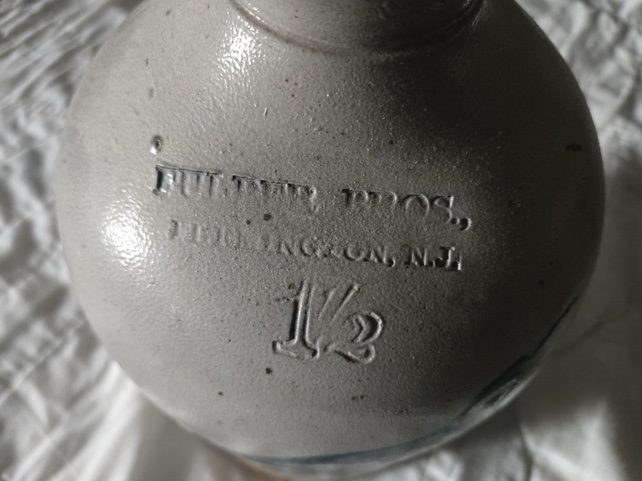 FULPER BROS.,
FLEMINGTON, N.J.
1½